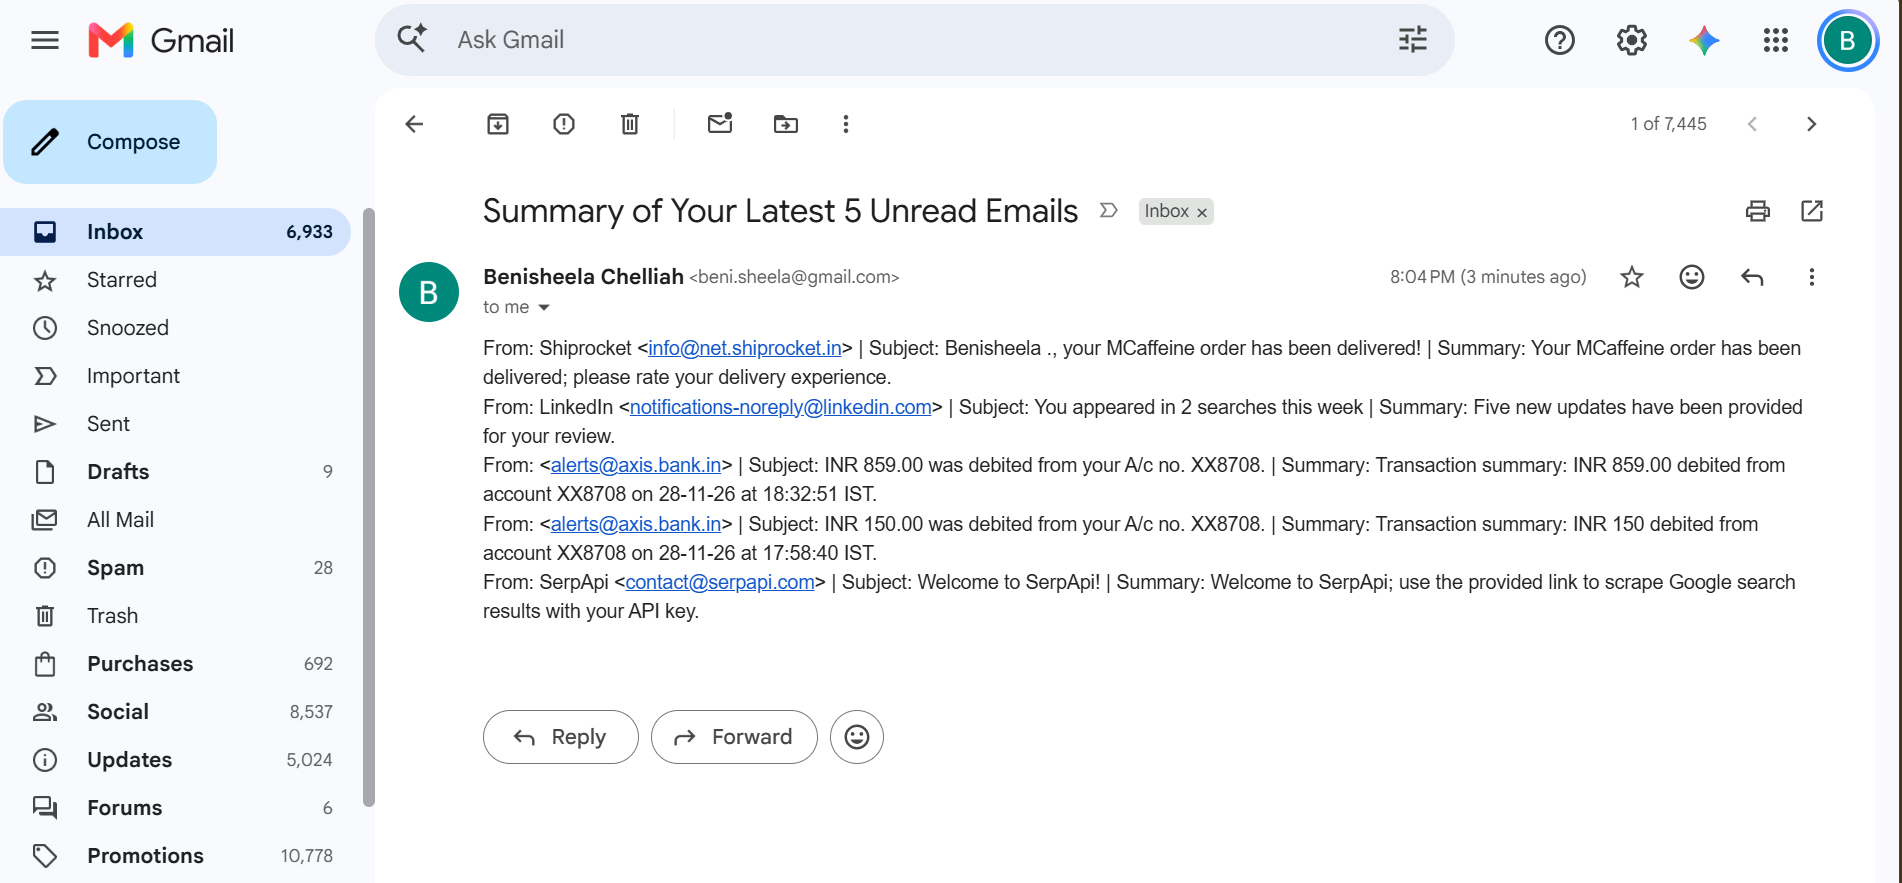 Gmail
Ask Gmail
B
Compose
1 of 7,445
Inbox 6,933
Starred
Snoozed
Important
Sent
Drafts 9
All Mail
Spam 28
Trash
Purchases 692
Social 8,537
Updates 5,024
Forums 6
Promotions 10,778
Summary of Your Latest 5 Unread Emails
Inbox ×
B
Benisheela Chelliah <beni.sheela@gmail.com>
8:04 PM (3 minutes ago)
to me
From: Shiprocket <info@net.shiprocket.in> | Subject: Benisheela ., your MCaffeine order has been delivered! | Summary: Your MCaffeine order has been
delivered; please rate your delivery experience.
From: LinkedIn <notifications-noreply@linkedin.com> | Subject: You appeared in 2 searches this week | Summary: Five new updates have been provided
for your review.
From: <alerts@axis.bank.in> | Subject: INR 859.00 was debited from your A/c no. XX8708. | Summary: Transaction summary: INR 859.00 debited from
account XX8708 on 28-11-26 at 18:32:51 IST.
From: <alerts@axis.bank.in> | Subject: INR 150.00 was debited from your A/c no. XX8708. | Summary: Transaction summary: INR 150 debited from
account XX8708 on 28-11-26 at 17:58:40 IST.
From: SerpApi <contact@serpapi.com> | Subject: Welcome to SerpApi! | Summary: Welcome to SerpApi; use the provided link to scrape Google search
results with your API key.
Reply
Forward